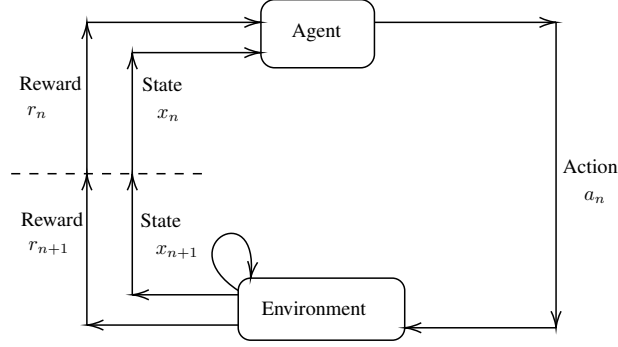 Agent
Reward
r_n
State
x_n
Action
a_n
Reward
r_{n+1}
State
x_{n+1}
Environment